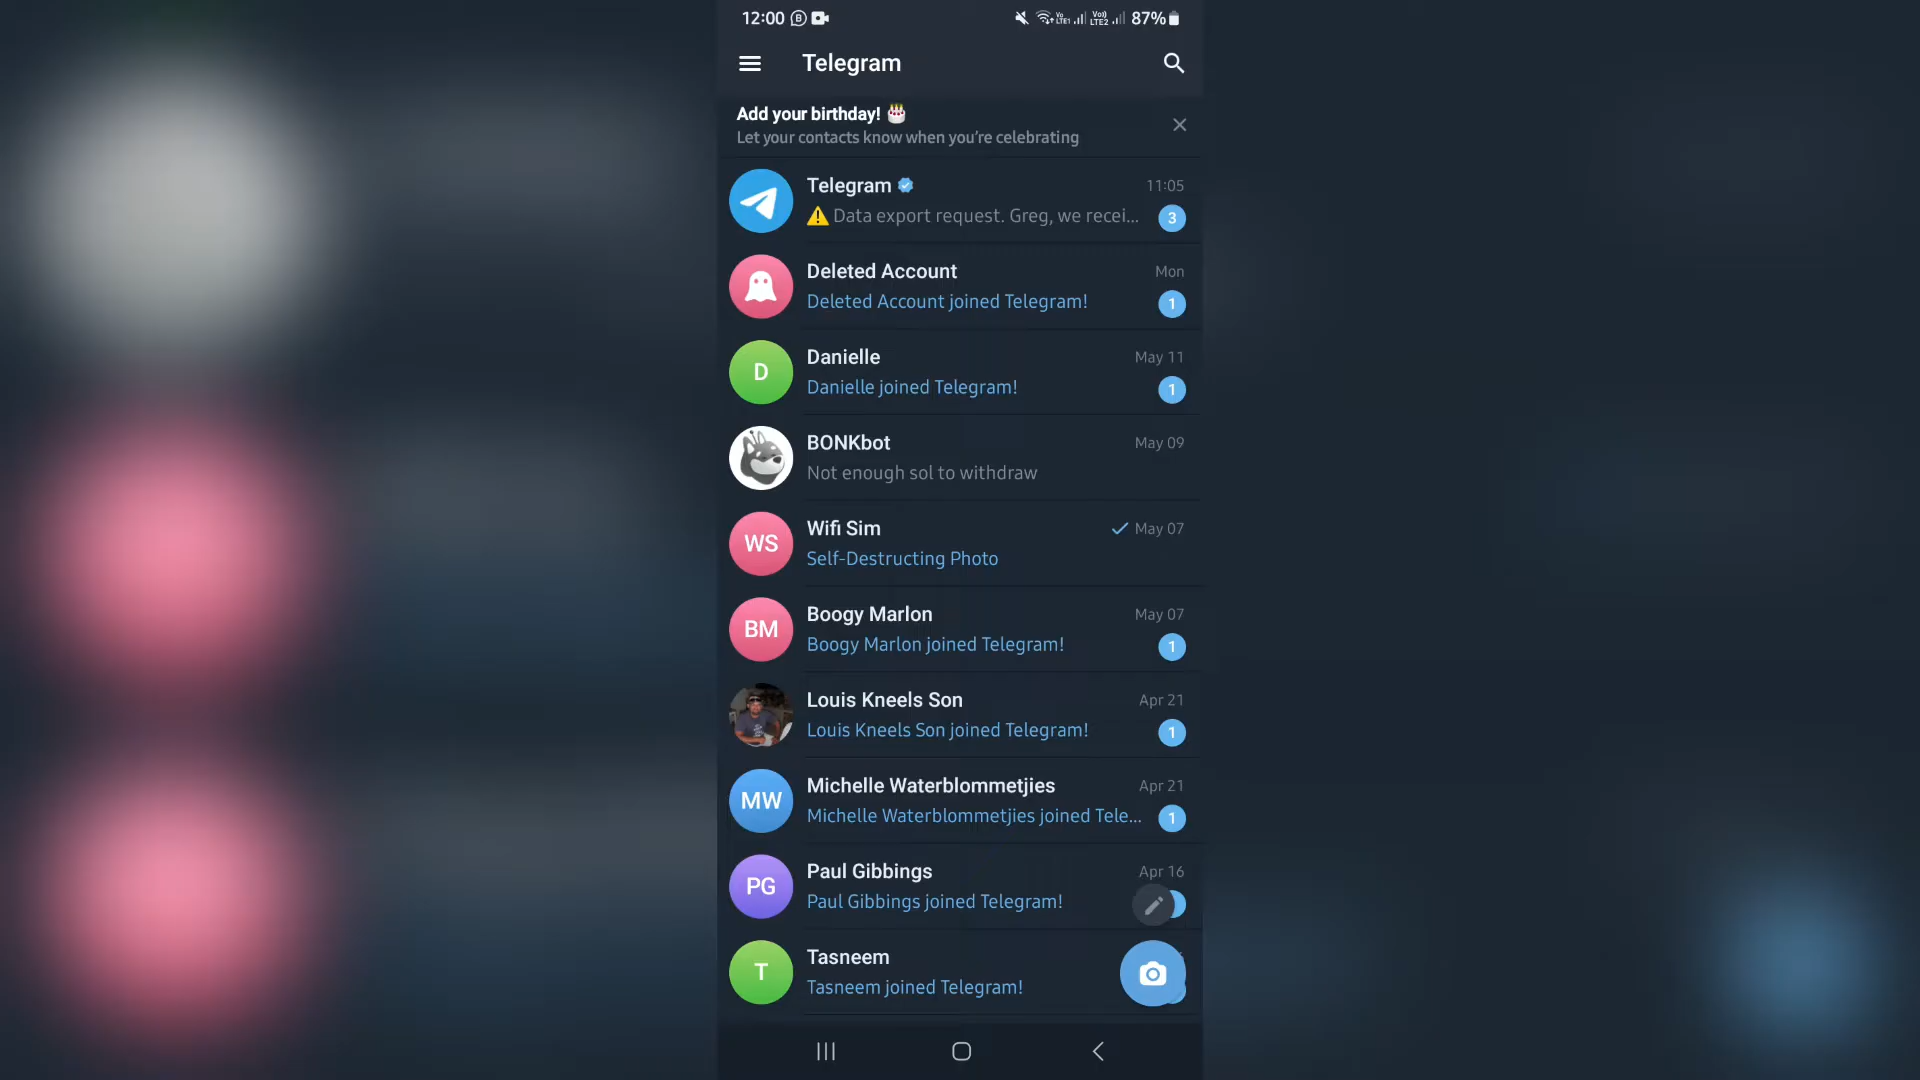 12:00
Vo LTE1
Vo) LTE2
87%
Telegram
Add your birthday! 🎂
Let your contacts know when you're celebrating
Telegram
11:05
⚠️ Data export request. Greg, we recei...
3
Deleted Account
Mon
Deleted Account joined Telegram!
1
D
Danielle
May 11
Danielle joined Telegram!
1
BONKbot
May 09
Not enough sol to withdraw
WS
Wifi Sim
May 07
Self-Destructing Photo
BM
Boogy Marlon
May 07
Boogy Marlon joined Telegram!
1
Louis Kneels Son
Apr 21
Louis Kneels Son joined Telegram!
1
MW
Michelle Waterblommetjies
Apr 21
Michelle Waterblommetjies joined Tele...
1
PG
Paul Gibbings
Apr 16
Paul Gibbings joined Telegram!
T
Tasneem
Tasneem joined Telegram!